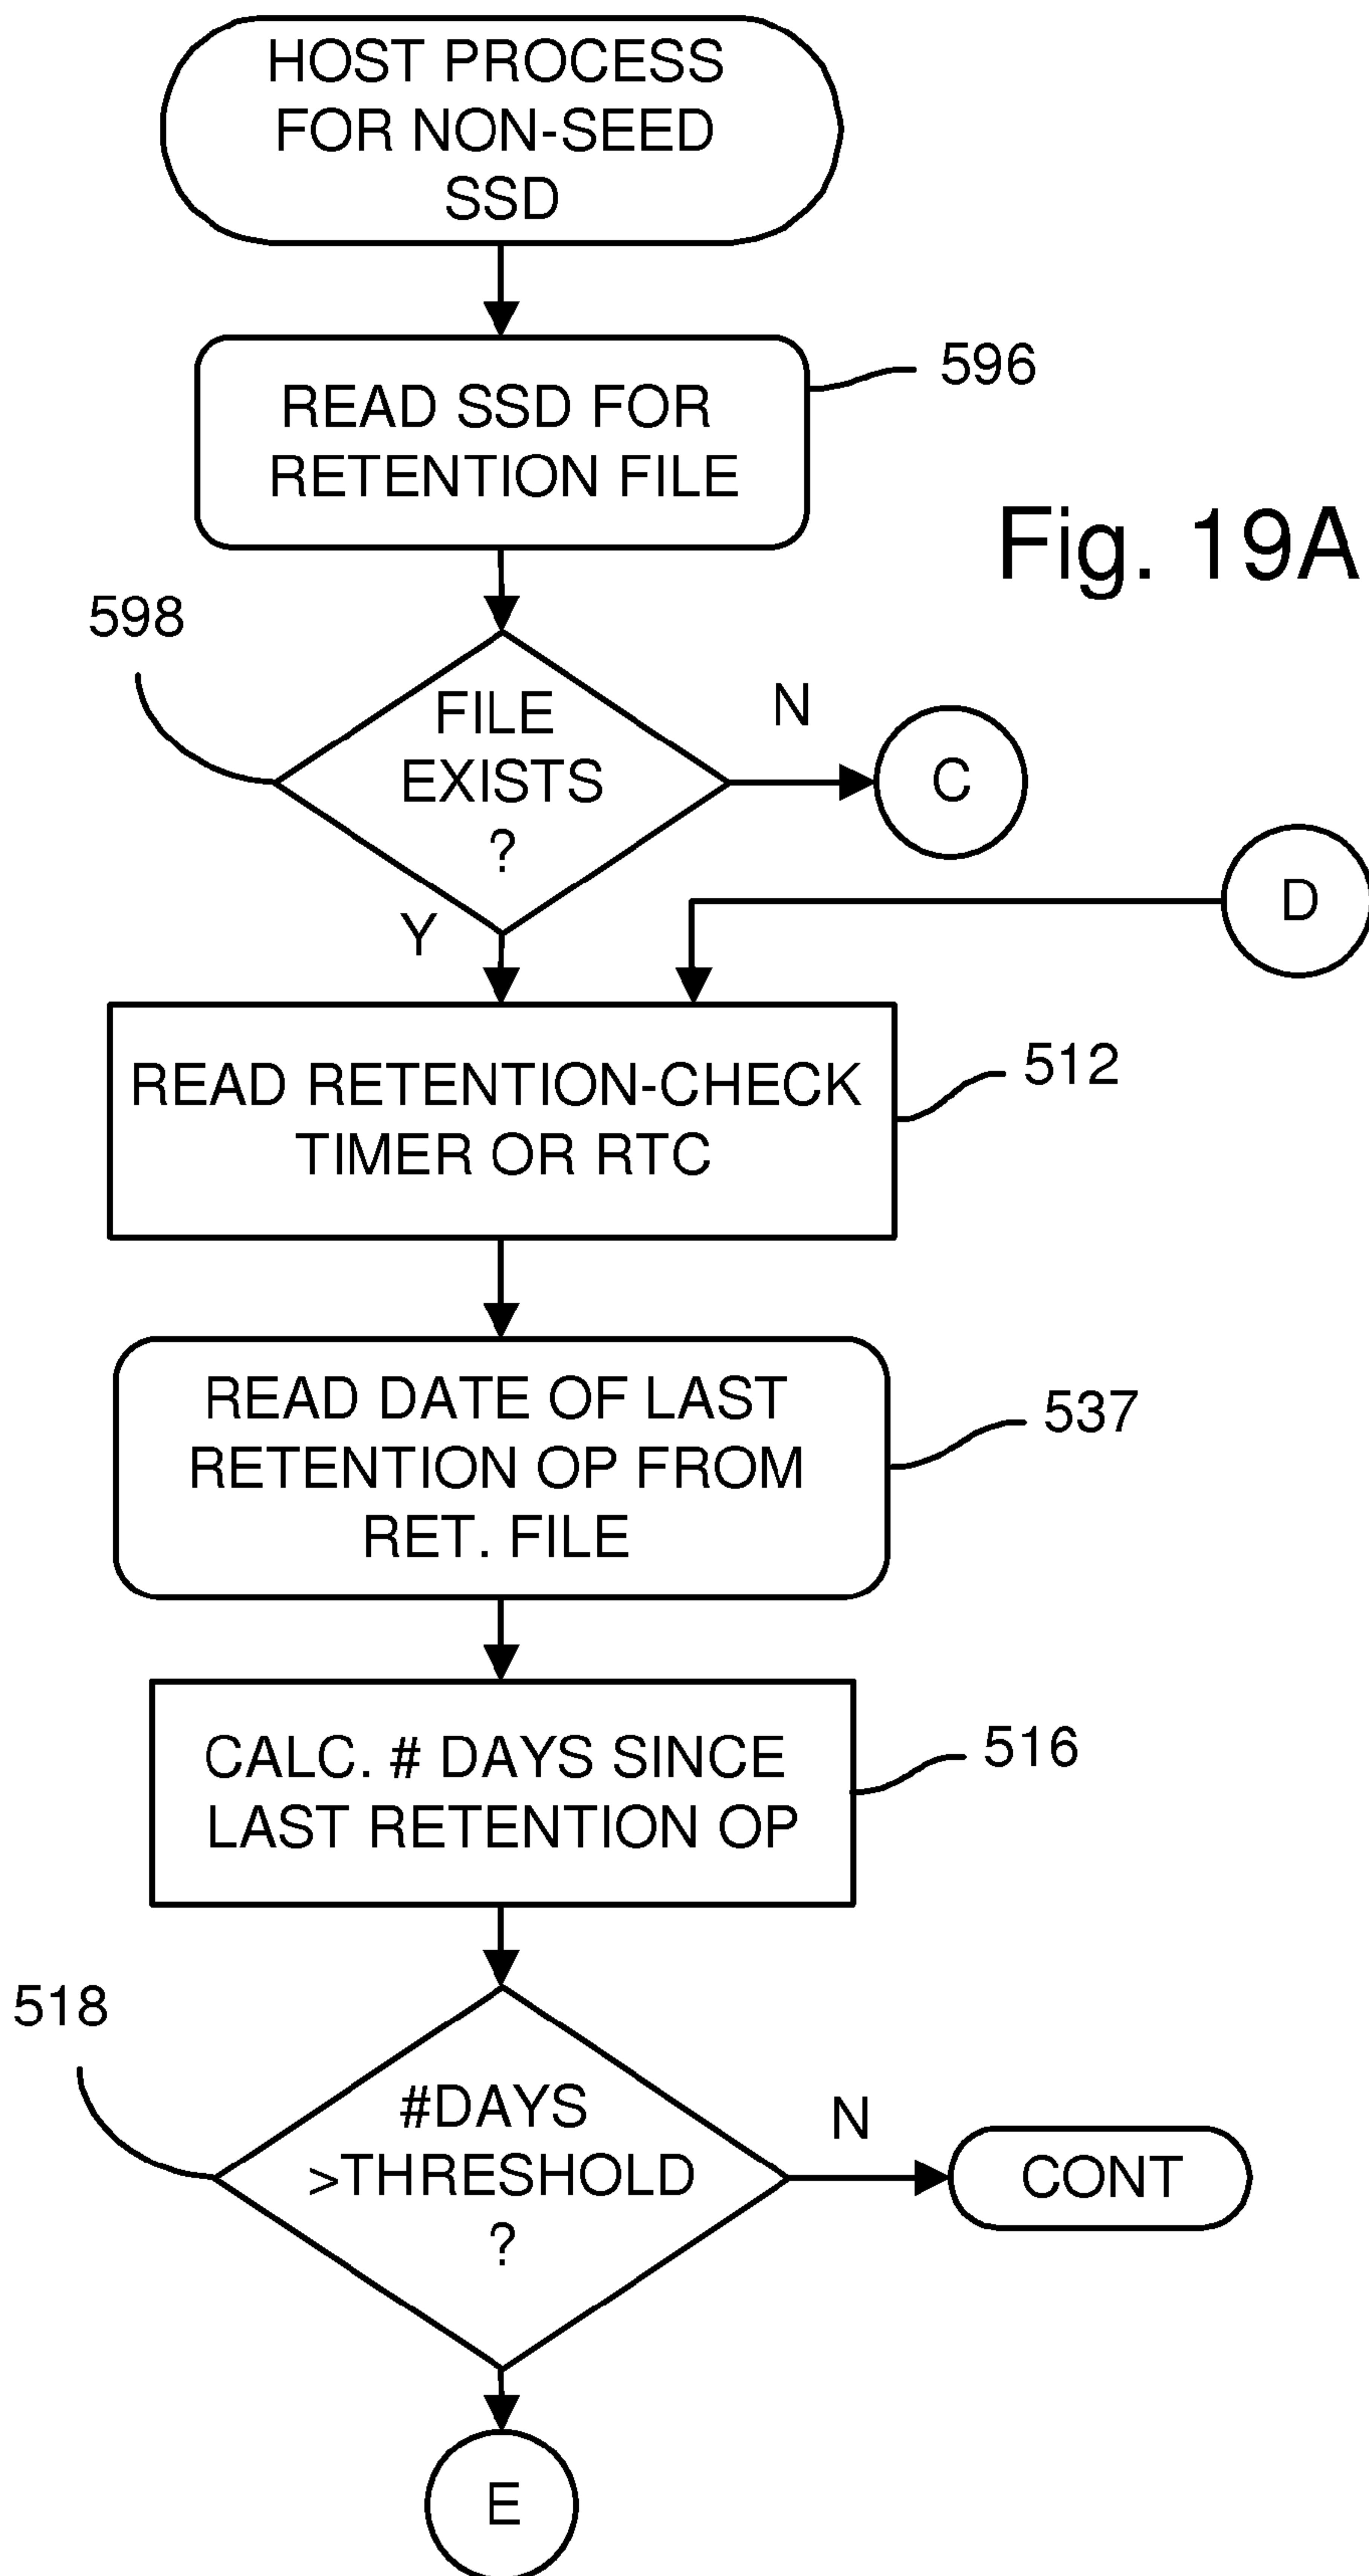 HOST PROCESS
FOR NON-SEED
SSD
596
READ SSD FOR
RETENTION FILE
Fig. 19A
598
FILE
EXISTS
?
N
C
D
Y
512
READ RETENTION-CHECK
TIMER OR RTC
537
READ DATE OF LAST
RETENTION OP FROM
RET. FILE
516
CALC. # DAYS SINCE
LAST RETENTION OP
518
#DAYS
>THRESHOLD
?
N
CONT
E